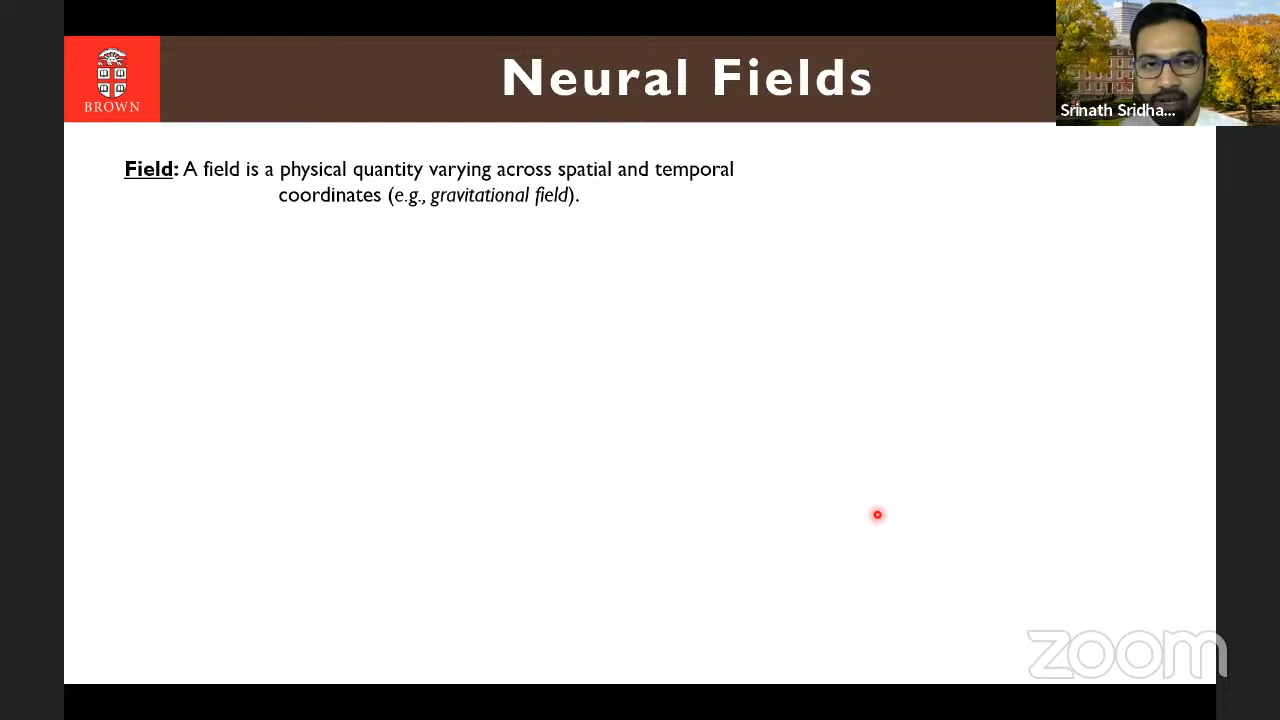 Neural Fields
BROWN
Srinath Sridha...
Field: A field is a physical quantity varying across spatial and temporal
coordinates (e.g., gravitational field).
zoom